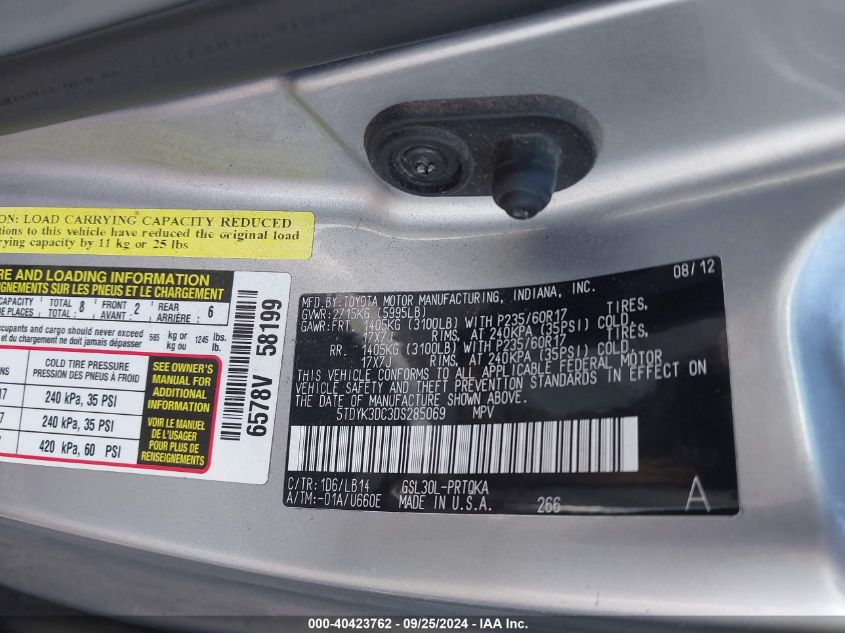 ON: LOAD CARRYING CAPACITY REDUCED
tions to this vehicle have reduced the original load
rrying capacity by 11 kg or 25 lbs
RE AND LOADING INFORMATION
SEIGNEMENTS SUR LES PNEUS ET LE CHARGEMENT
CAPACITY TOTAL 8 FRONT 2 REAR 6
TOTAL : AVANT : ARRIÈRE :
ccupants and cargo should never exceed 565 kg or 1245 lbs.
t et du chargement ne doit jamais dépasser kg ou lb.
COLD TIRE PRESSURE
PRESSION DES PNEUS À FROID
240 kPa, 35 PSI
240 kPa, 35 PSI
420 kPa, 60 PSI
SEE OWNER'S
MANUAL FOR
ADDITIONAL
INFORMATION
VOIR LE MANUEL
DE L'USAGER
POUR PLUS DE
RENSEIGNEMENTS
6578V 58199
08/12
MFD.BY: TOYOTA MOTOR MANUFACTURING, INDIANA, INC.
GVWR: 2715KG (5995LB)
GAWR: FRT. 1405KG (3100LB) WITH P235/60R17 TIRES,
17X7J RIMS, AT 240KPA (35PSI) COLD.
RR. 1405KG (3100LB) WITH P235/60R17 TIRES,
17X7J RIMS, AT 240KPA (35PSI) COLD.
THIS VEHICLE CONFORMS TO ALL APPLICABLE FEDERAL MOTOR
VEHICLE SAFETY AND THEFT PREVENTION STANDARDS IN EFFECT ON
THE DATE OF MANUFACTURE SHOWN ABOVE.
5TDYK3DC3DS285069 MPV
C/TR: 1D6/LB14 GSL30L-PRTQKA
A/TM: -01A/U660E MADE IN U.S.A. 266
A
000-40423762 - 09/25/2024 - IAA Inc.